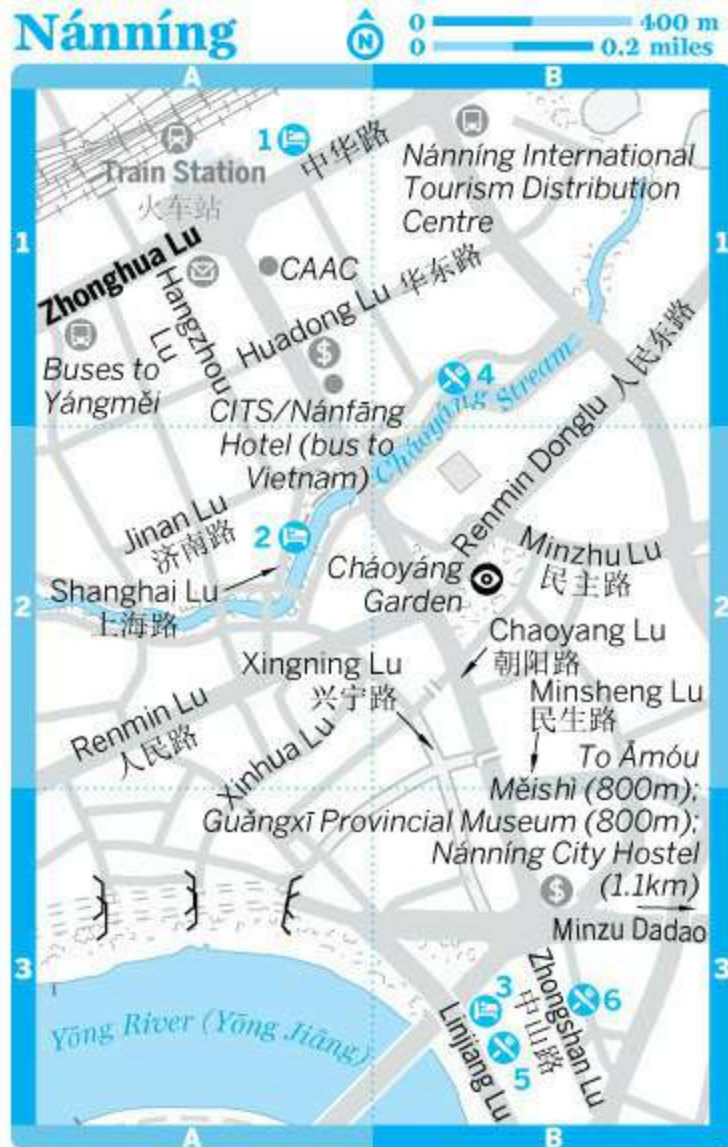 Nánníng
N
0 400 m
0 0.2 miles
A
B
1
Train Station
火车站
中华路
Nánníng International
Tourism Distribution
Centre
1
1
Zhonghua Lu
Hangzhou
Lu
CAAC
Huadong Lu 华东路
$
Buses to
Yángměi
4
Cháoyáng Stream
Renmin Donglu 人民东路
CITS/Nánfāng
Hotel (bus to
Vietnam)
Jinan Lu
济南路
2
Shanghai Lu
上海路
Cháoyáng
Garden
Minzhu Lu
民主路
2
2
Chaoyang Lu
朝阳路
Xingning Lu
兴宁路
Minsheng Lu
民生路
Renmin Lu
人民路
Xinhua Lu
To Āmóu
Měishì (800m);
Guǎngxī Provincial Museum (800m);
Nánníng City Hostel
(1.1km)
$
Minzu Dadao
3
3
Yōng River (Yōng Jiāng)
Linjiang Lu
3
5
Zhongshan Lu
中山路
6
A
B